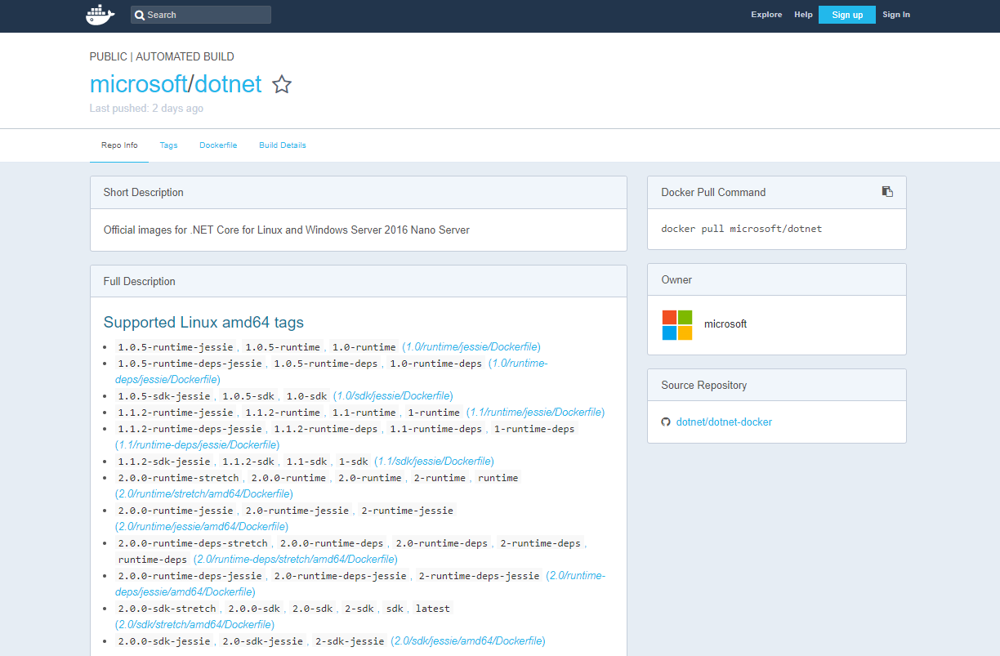 Search
Explore Help Sign up Sign In
PUBLIC | AUTOMATED BUILD
microsoft/dotnet
Last pushed: 2 days ago
Repo Info Tags Dockerfile Build Details
Short Description
Official images for .NET Core for Linux and Windows Server 2016 Nano Server
Full Description
Supported Linux amd64 tags
• 1.0.5-runtime-jessie , 1.0.5-runtime , 1.0-runtime (1.0/runtime/jessie/Dockerfile)
• 1.0.5-runtime-deps-jessie , 1.0.5-runtime-deps , 1.0-runtime-deps (1.0/runtime-
deps/jessie/Dockerfile)
• 1.0.5-sdk-jessie , 1.0.5-sdk , 1.0-sdk (1.0/sdk/jessie/Dockerfile)
• 1.1.2-runtime-jessie , 1.1.2-runtime , 1.1-runtime , 1-runtime (1.1/runtime/jessie/Dockerfile)
• 1.1.2-runtime-deps-jessie , 1.1.2-runtime-deps , 1.1-runtime-deps , 1-runtime-deps
(1.1/runtime-deps/jessie/Dockerfile)
• 1.1.2-sdk-jessie , 1.1.2-sdk , 1.1-sdk , 1-sdk (1.1/sdk/jessie/Dockerfile)
• 2.0.0-runtime-stretch , 2.0.0-runtime , 2.0-runtime , 2-runtime , runtime
(2.0/runtime/stretch/amd64/Dockerfile)
• 2.0.0-runtime-jessie , 2.0-runtime-jessie , 2-runtime-jessie
(2.0/runtime/jessie/amd64/Dockerfile)
• 2.0.0-runtime-deps-stretch , 2.0.0-runtime-deps , 2.0-runtime-deps , 2-runtime-deps ,
runtime-deps (2.0/runtime-deps/stretch/amd64/Dockerfile)
• 2.0.0-runtime-deps-jessie , 2.0-runtime-deps-jessie , 2-runtime-deps-jessie (2.0/runtime-
deps/jessie/amd64/Dockerfile)
• 2.0.0-sdk-stretch , 2.0.0-sdk , 2.0-sdk , 2-sdk , sdk , latest
(2.0/sdk/stretch/amd64/Dockerfile)
• 2.0.0-sdk-jessie , 2.0-sdk-jessie , 2-sdk-jessie (2.0/sdk/jessie/amd64/Dockerfile)
Docker Pull Command
docker pull microsoft/dotnet
Owner
microsoft
Source Repository
dotnet/dotnet-docker